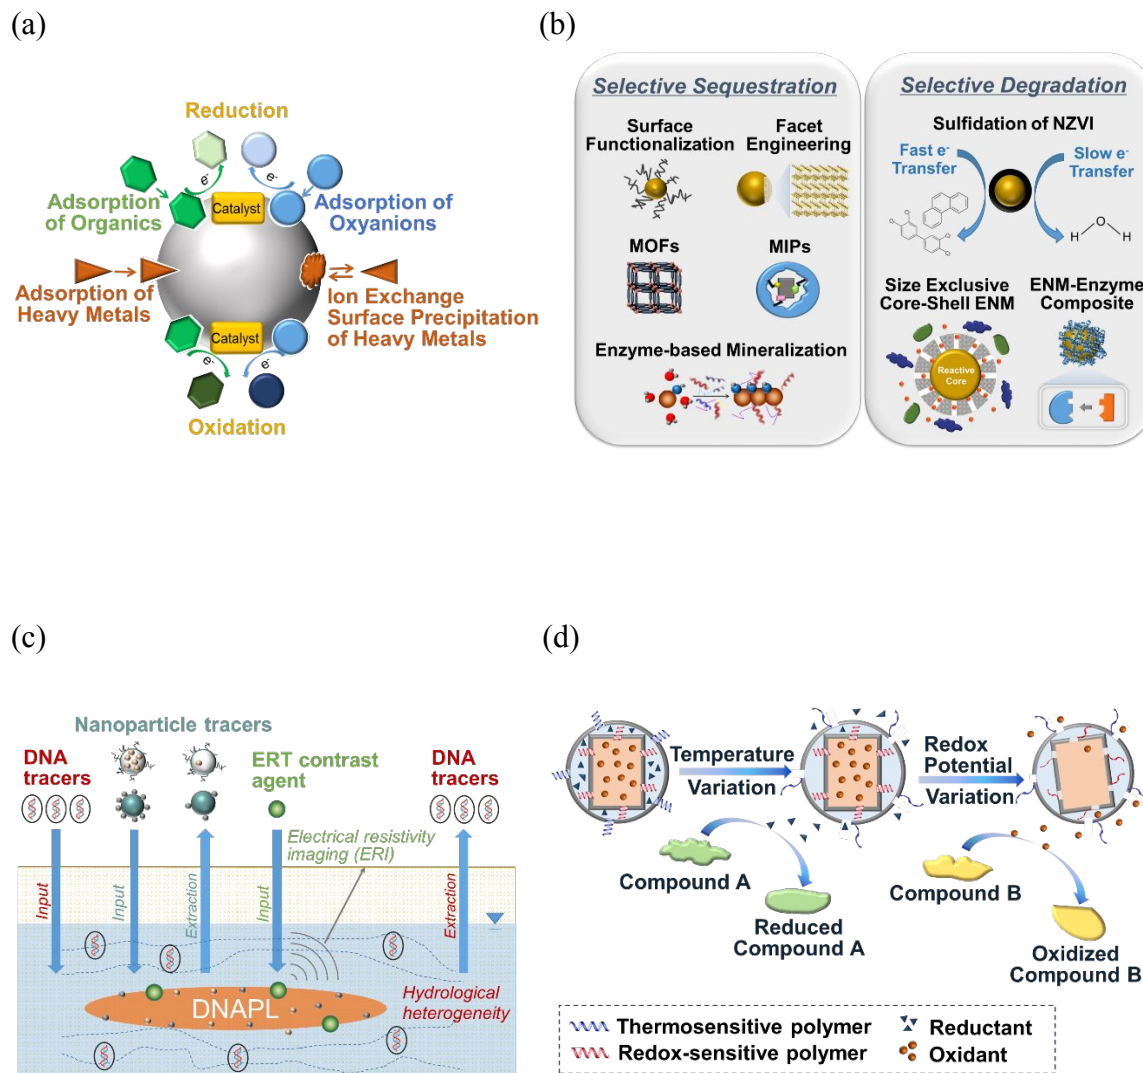 (a)
Reduction
e-
e-
Adsorption
of Organics
Catalyst
Adsorption of
Oxyanions
Adsorption of
Heavy Metals
Ion Exchange
Surface Precipitation
of Heavy Metals
Catalyst
e-
e-
Oxidation
(b)
Selective Sequestration
Surface
Functionalization
Facet
Engineering
MOFs
MIPs
Enzyme-based Mineralization
Selective Degradation
Sulfidation of NZVI
Fast e-
Transfer
Slow e-
Transfer
H O H
Size Exclusive
Core-Shell ENM
ENM-Enzyme
Composite
Reactive
Core
(c)
Nanoparticle tracers
DNA
tracers
ERT contrast
agent
DNA
tracers
Electrical resistivity
imaging (ERI)
Input
Input
Extraction
Input
Extraction
DNAPL
Hydrological
heterogeneity
(d)
Temperature
Variation
Redox
Potential
Variation
Compound A
Reduced
Compound A
Compound B
Oxidized
Compound B
Thermosensitive polymer
Reductant
Redox-sensitive polymer
Oxidant